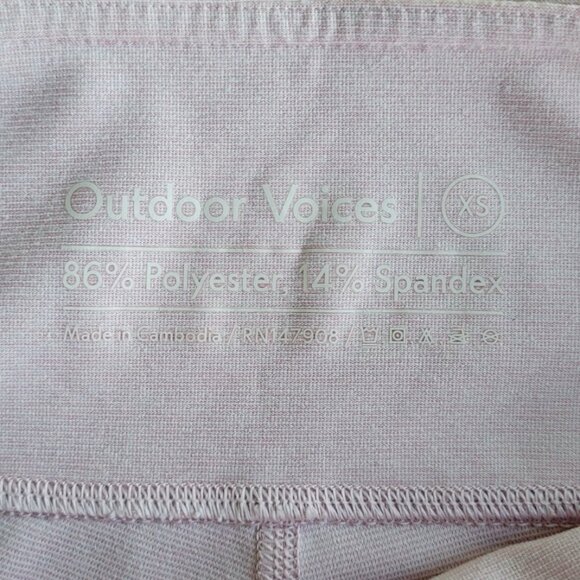 Outdoor Voices | XS
86% Polyester, 14% Spandex
Made in Cambodia / RN147908 /